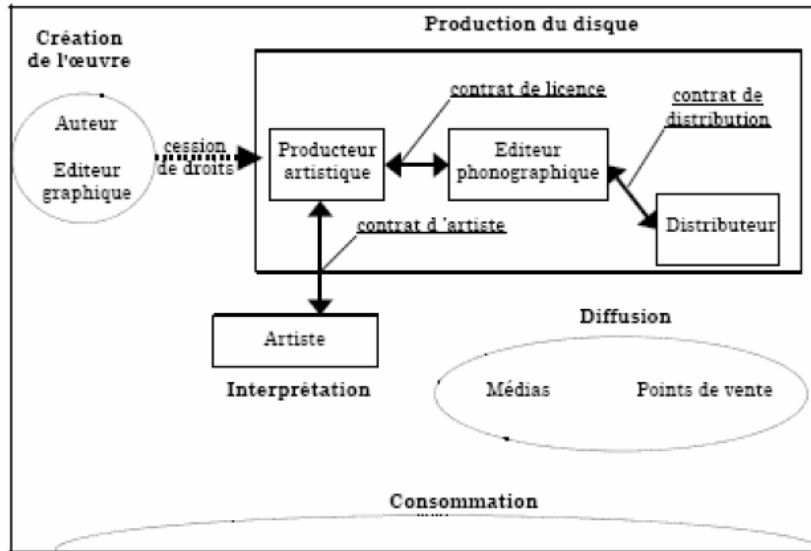 Création
de l'œuvre
Auteur
Editeur
graphique
cession
de droits
Production du disque
contrat de licence
contrat de
distribution
Producteur
artistique
Editeur
phonographique
Distributeur
contrat d 'artiste
Artiste
Interprétation
Diffusion
Médias
Points de vente
Consommation